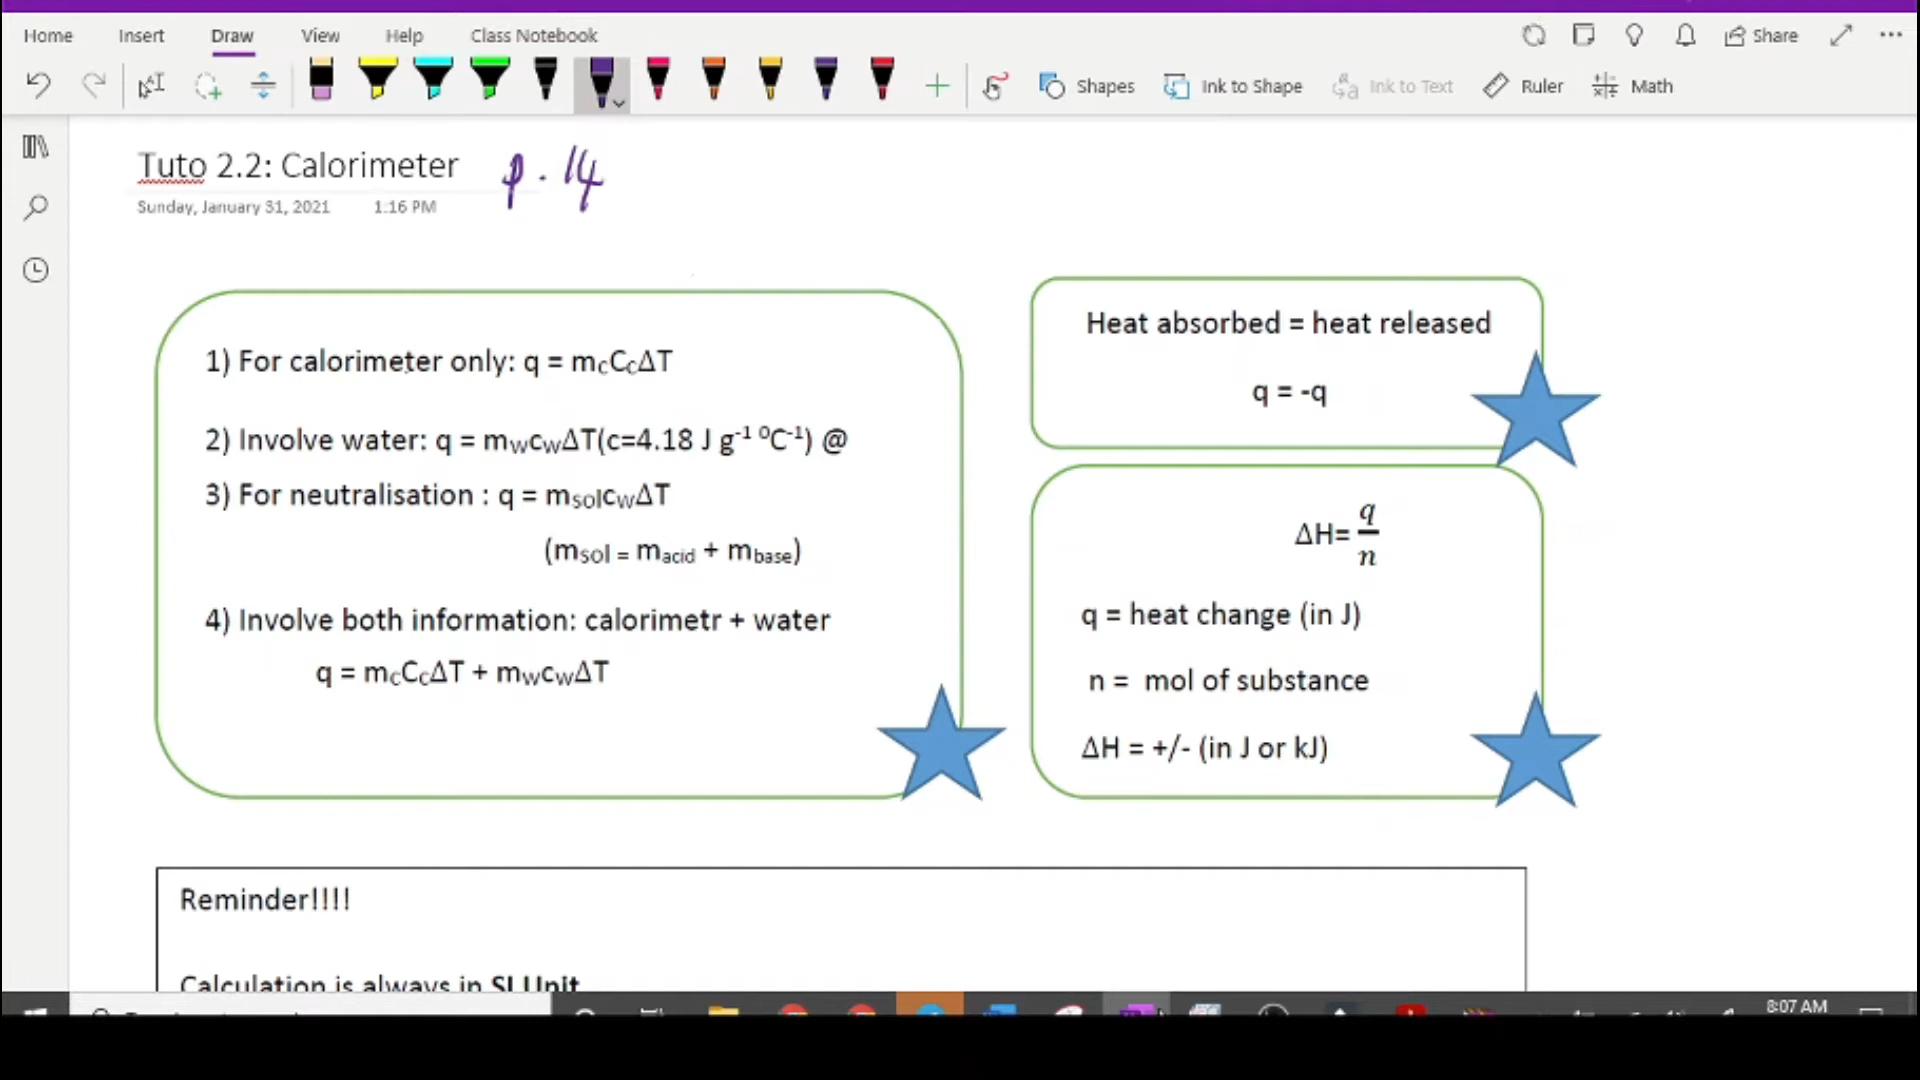 Home Insert Draw View Help Class Notebook Share
Shapes Ink to Shape Ink to Text Ruler Math
Tuto 2.2: Calorimeter p. 14
Sunday, January 31, 2021 1:16 PM
1) For calorimeter only: q = mcCcΔT
2) Involve water: q = mwcwΔT(c=4.18 J g⁻¹ ⁰C⁻¹) @
3) For neutralisation : q = msolcwΔT
(msol = macid + mbase)
4) Involve both information: calorimetr + water
q = mcCcΔT + mwcwΔT
Heat absorbed = heat released
q = -q
ΔH= q/n
q = heat change (in J)
n = mol of substance
ΔH = +/- (in J or kJ)
Reminder!!!!
Calculation is always in SI Unit
8:07 AM